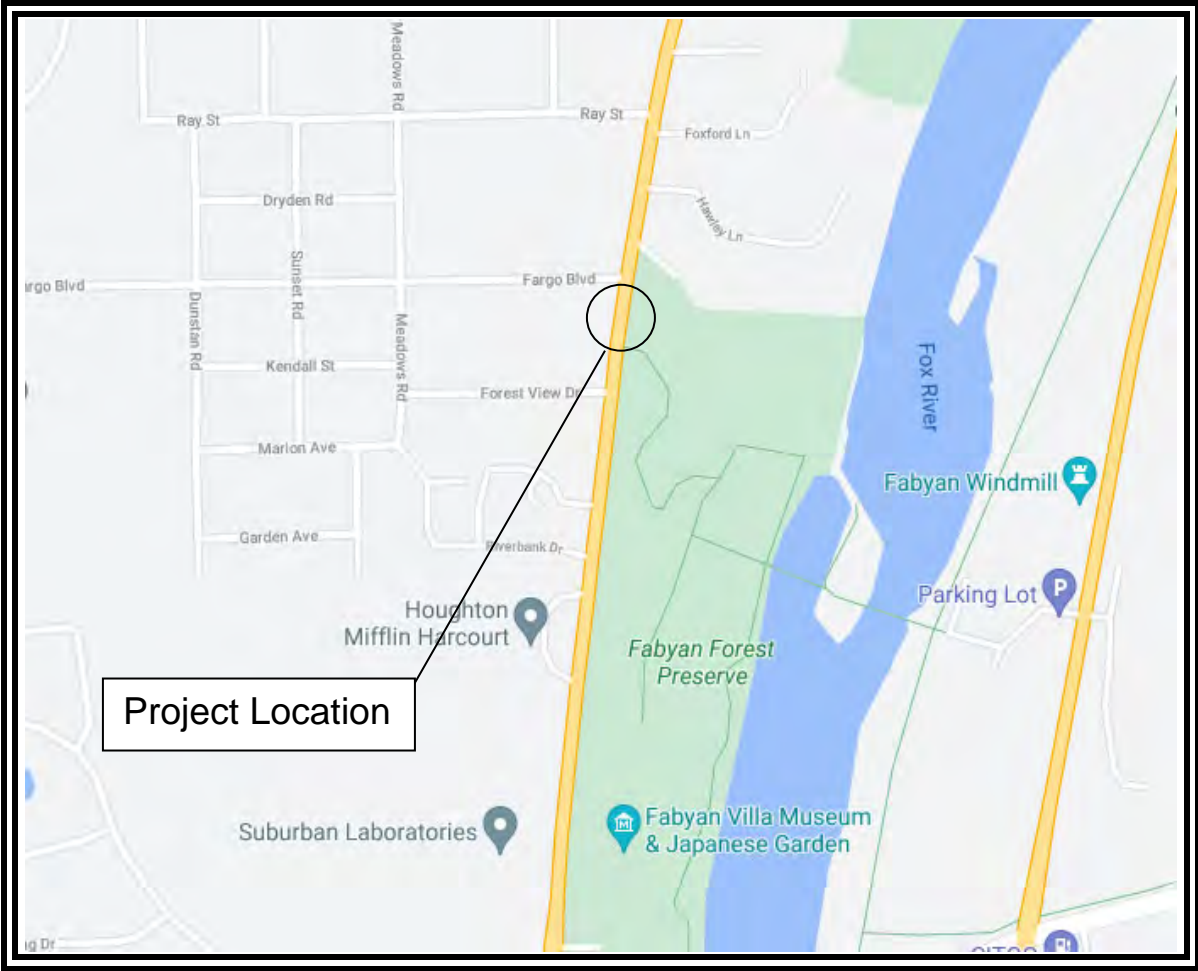 Meadows Rd
Ray St
Ray St
Foxford Ln
Dryden Rd
Hawley Ln
Sunset Rd
rgo Blvd
Fargo Blvd
Dunstan Rd
Meadows Rd
Fox River
Kendall St
Forest View Dr
Marion Ave
Fabyan Windmill
Garden Ave
Riverbank Dr
Parking Lot
P
Houghton
Mifflin Harcourt
Fabyan Forest
Preserve
Project Location
Suburban Laboratories
Fabyan Villa Museum
& Japanese Garden
g Dr